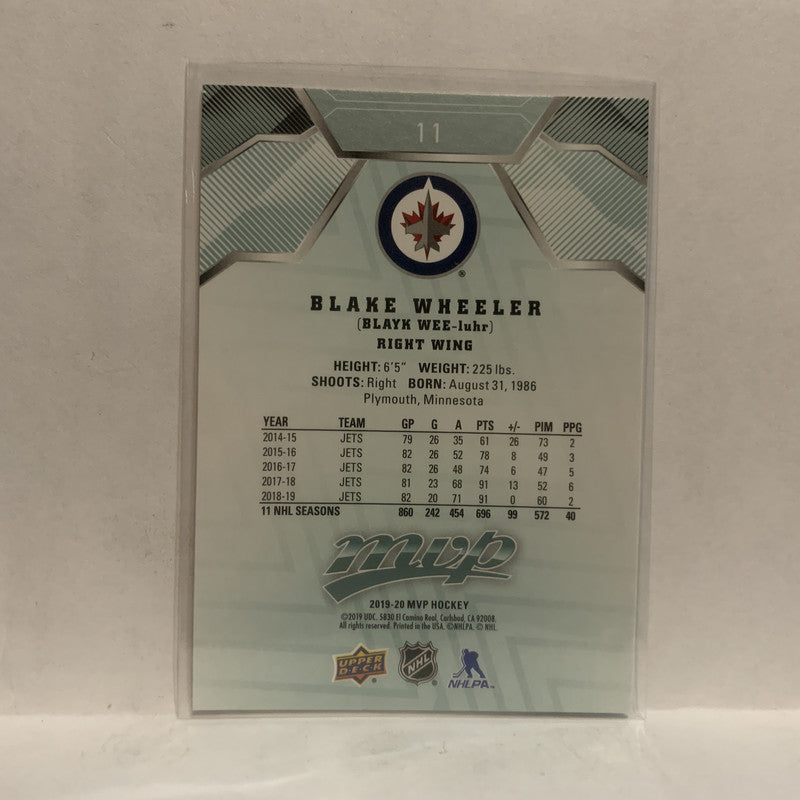 11
®
BLAKE WHEELER
(BLAYK WEE-luhr)
RIGHT WING
HEIGHT: 6'5" WEIGHT: 225 lbs.
SHOOTS: Right BORN: August 31, 1986
Plymouth, Minnesota
YEAR TEAM GP G A PTS +/- PIM PPG
2014-15 JETS 79 26 35 61 26 73 2
2015-16 JETS 82 26 52 78 8 49 3
2016-17 JETS 82 26 48 74 6 47 5
2017-18 JETS 81 23 68 91 13 52 6
2018-19 JETS 82 20 71 91 0 60 2
11 NHL SEASONS 860 242 454 696 99 572 40
mvp
2019-20 MVP HOCKEY
©2019 UDC. 5830 El Camino Real, Carlsbad, CA 92008.
All rights reserved. Printed in the USA. ©NHLPA. © NHL.
UPPER DECK NHL NHLPA